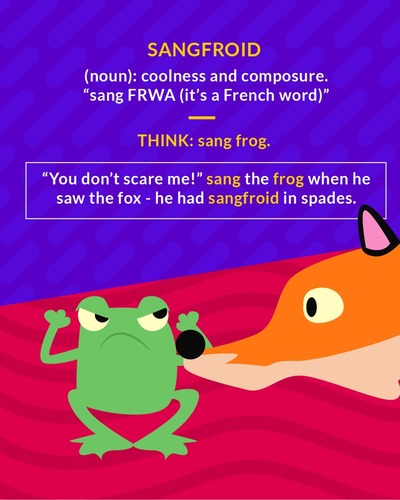 SANGFROID
(noun): coolness and composure.
“sang FRWA (it’s a French word)”
THINK: sang frog.
“You don’t scare me!” sang the frog when he
saw the fox - he had sangfroid in spades.